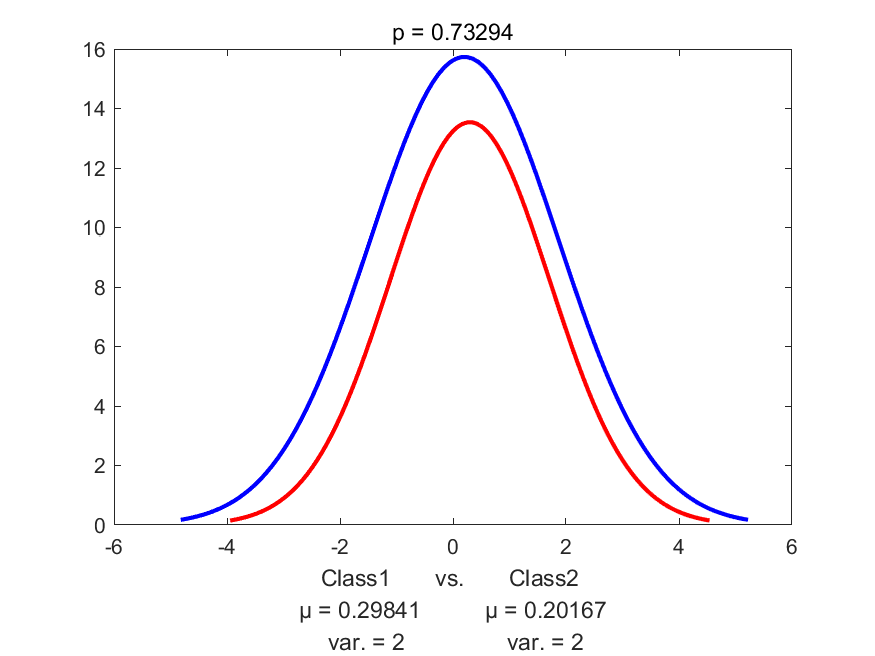 p = 0.73294
16
14
12
10
8
6
4
2
0
-6 -4 -2 0 2 4 6
Class1 vs. Class2
μ = 0.29841 μ = 0.20167
var. = 2 var. = 2